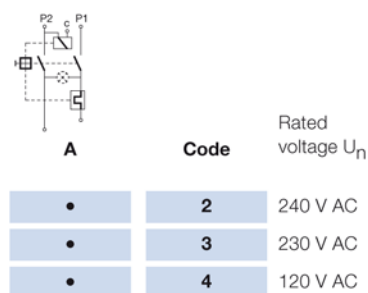 P2 c P1
Rated
A Code voltage Un
• 2 240 V AC
• 3 230 V AC
• 4 120 V AC